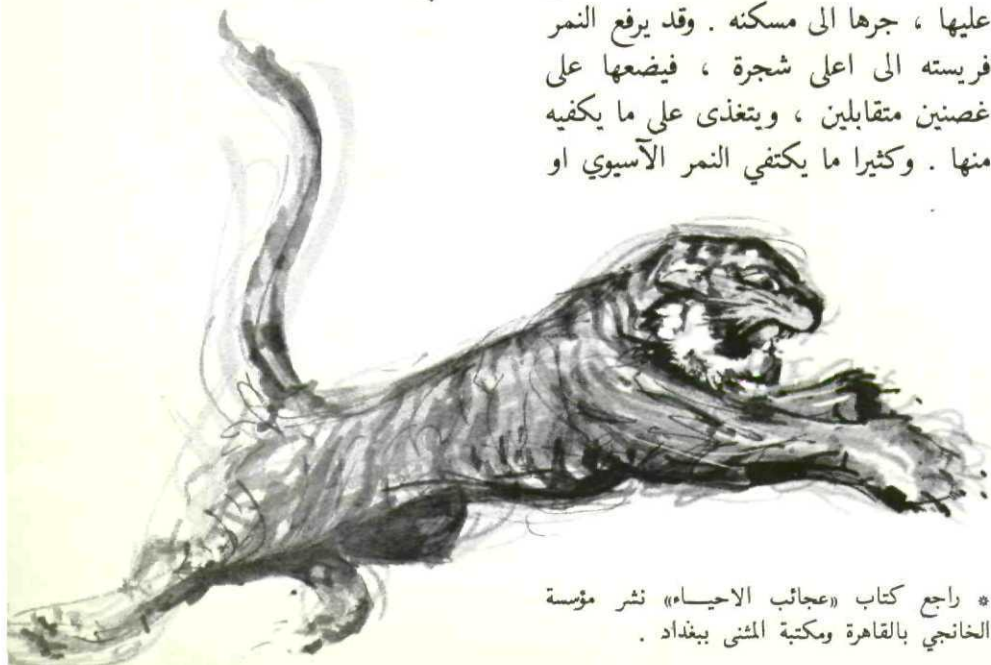 عليها ، جرها الى مسكنه . وقد يرفع النمر
فريسته الى اعلى شجرة ، فيضعها على
غصنين متقابلين ، ويتغذى على ما يكفيه
منها . وكثيرا ما يكتفي النمر الآسيوي او
* راجع كتاب «عجائب الاحيـــاء» نشر مؤسسة
الخانجي بالقاهرة ومكتبة المثنى ببغداد .